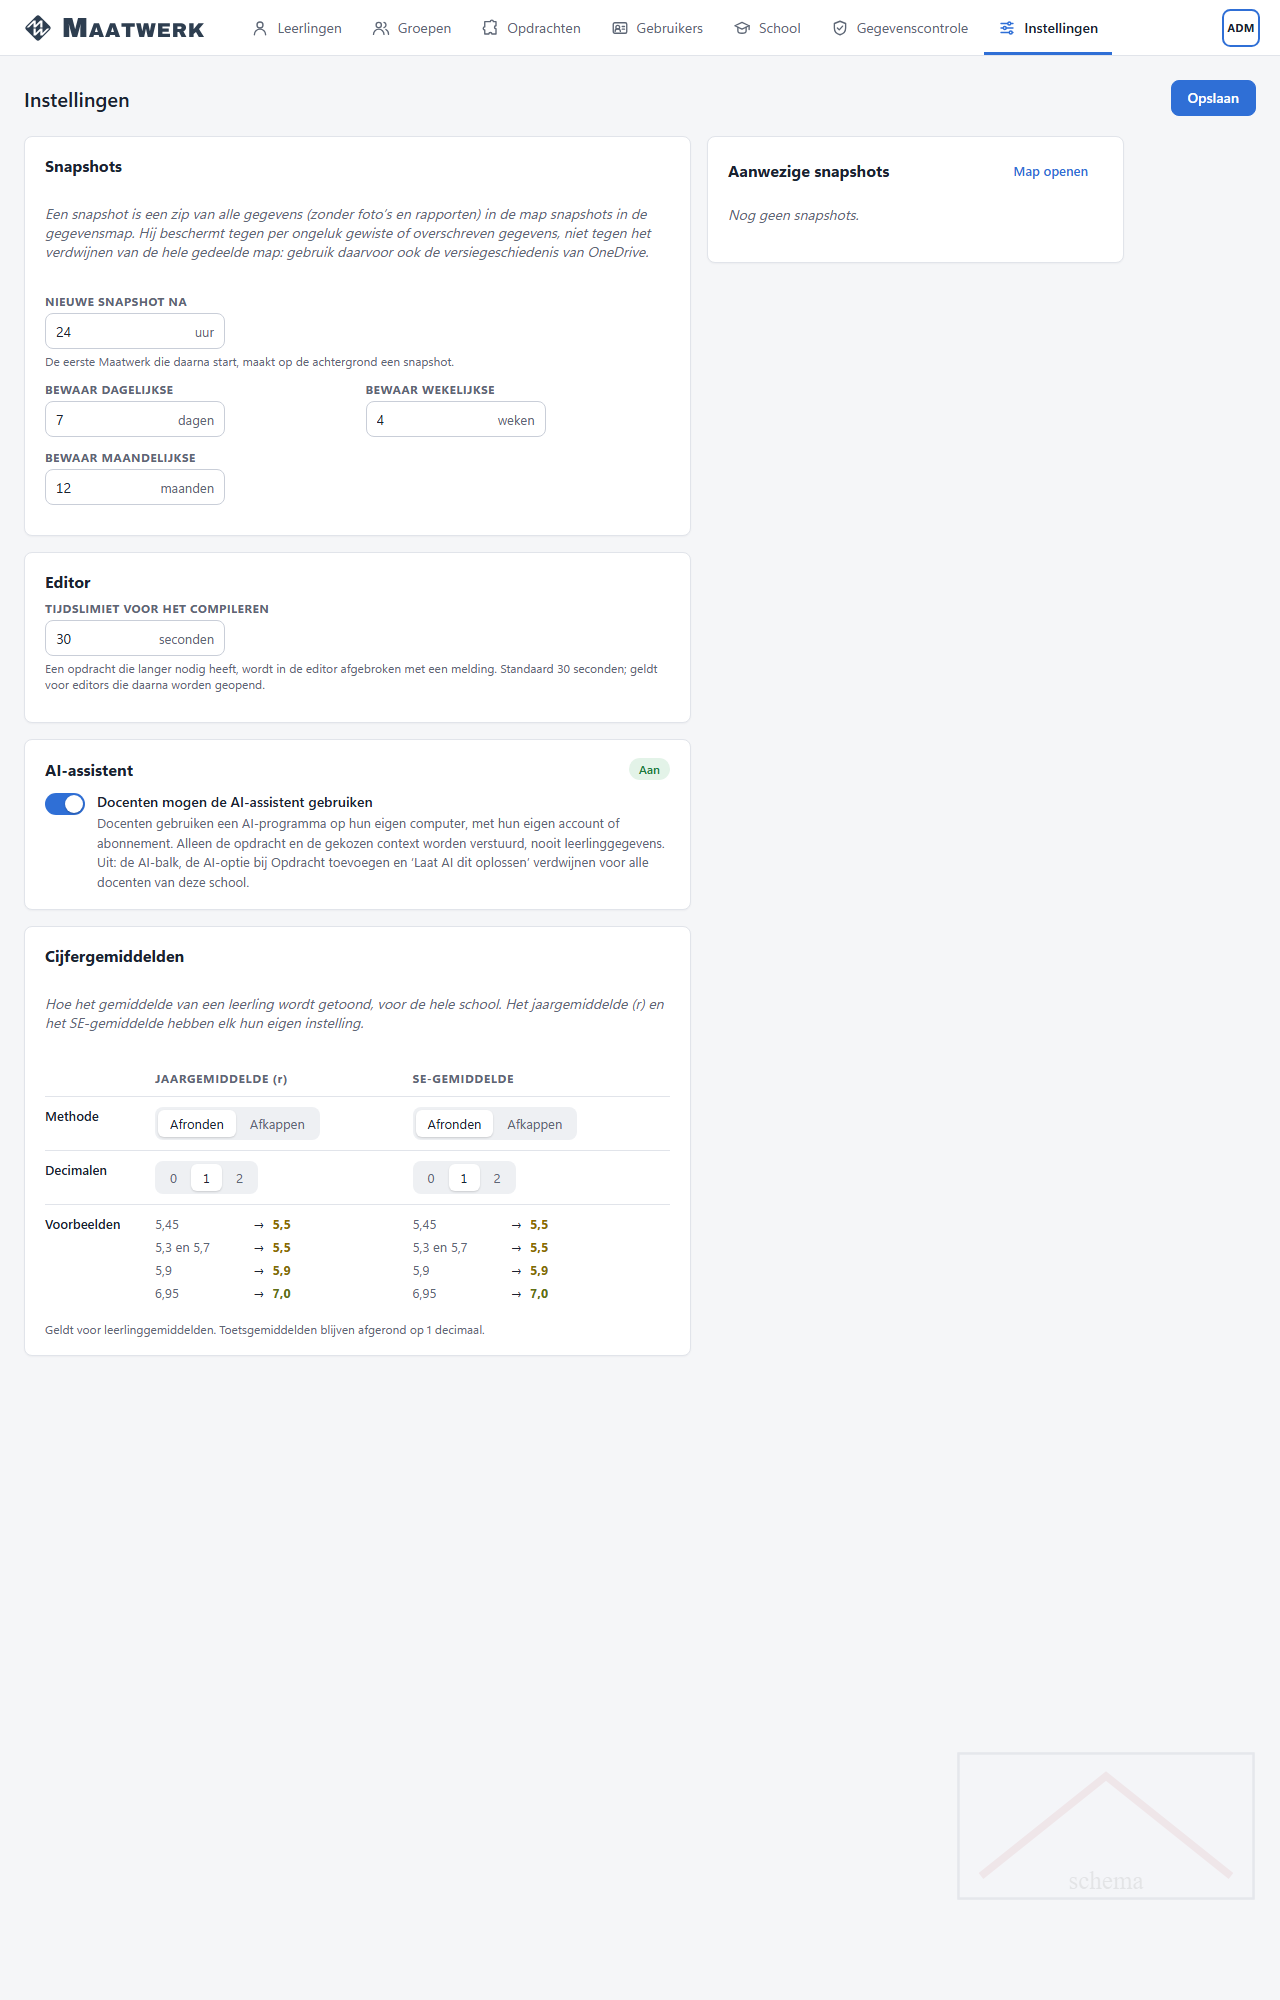 MAATWERK
Leerlingen
Groepen
Opdrachten
Gebruikers
School
Gegevenscontrole
Instellingen
ADM
Instellingen
Opslaan
Snapshots
Een snapshot is een zip van alle gegevens (zonder foto's en rapporten) in de map snapshots in de
gegevensmap. Hij beschermt tegen per ongeluk gewiste of overschreven gegevens, niet tegen het
verdwijnen van de hele gedeelde map: gebruik daarvoor ook de versiegeschiedenis van OneDrive.
NIEUWE SNAPSHOT NA
24 uur
De eerste Maatwerk die daarna start, maakt op de achtergrond een snapshot.
BEWAAR DAGELIJKSE
7 dagen
BEWAAR WEKELIJKSE
4 weken
BEWAAR MAANDELIJKSE
12 maanden
Aanwezige snapshots
Map openen
Nog geen snapshots.
Editor
TIJDSLIMIET VOOR HET COMPILEREN
30 seconden
Een opdracht die langer nodig heeft, wordt in de editor afgebroken met een melding. Standaard 30 seconden; geldt
voor editors die daarna worden geopend.
AI-assistent
Aan
Docenten mogen de AI-assistent gebruiken
Docenten gebruiken een AI-programma op hun eigen computer, met hun eigen account of
abonnement. Alleen de opdracht en de gekozen context worden verstuurd, nooit leerlinggegevens.
Uit: de AI-balk, de AI-optie bij Opdracht toevoegen en 'Laat AI dit oplossen' verdwijnen voor alle
docenten van deze school.
Cijfergemiddelden
Hoe het gemiddelde van een leerling wordt getoond, voor de hele school. Het jaargemiddelde (r) en
het SE-gemiddelde hebben elk hun eigen instelling.
JAARGEMIDDELDE (r) SE-GEMIDDELDE
Methode Afronden Afkappen Afronden Afkappen
Decimalen 0 1 2 0 1 2
Voorbeelden 5,45 → 5,5 5,45 → 5,5
5,3 en 5,7 → 5,5 5,3 en 5,7 → 5,5
5,9 → 5,9 5,9 → 5,9
6,95 → 7,0 6,95 → 7,0
Geldt voor leerlinggemiddelden. Toetsgemiddelden blijven afgerond op 1 decimaal.
schema